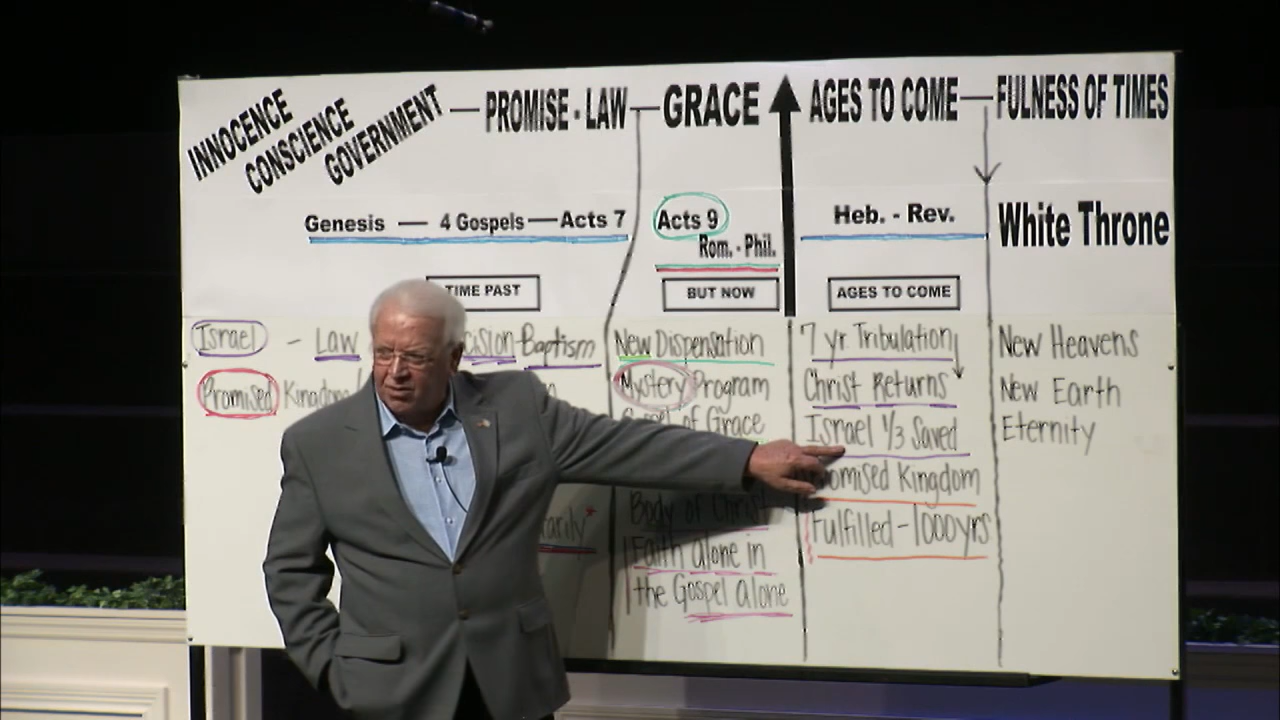 INNOCENCE
CONSCIENCE
GOVERNMENT — PROMISE - LAW — GRACE AGES TO COME — FULNESS OF TIMES
Genesis — 4 Gospels — Acts 7 Acts 9 Heb. - Rev. White Throne
Rom. - Phil.
TIME PAST BUT NOW AGES TO COME
Israel - Law Baptism New Dispensation 7 yr. Tribulation New Heavens
Promised Kingdom Mystery Program Christ Returns New Earth
of Grace Israel 1/3 Saved Eternity
Kingdom
Body of Christ Fulfilled - 1000 yrs
Faith alone in
the Gospel Alone